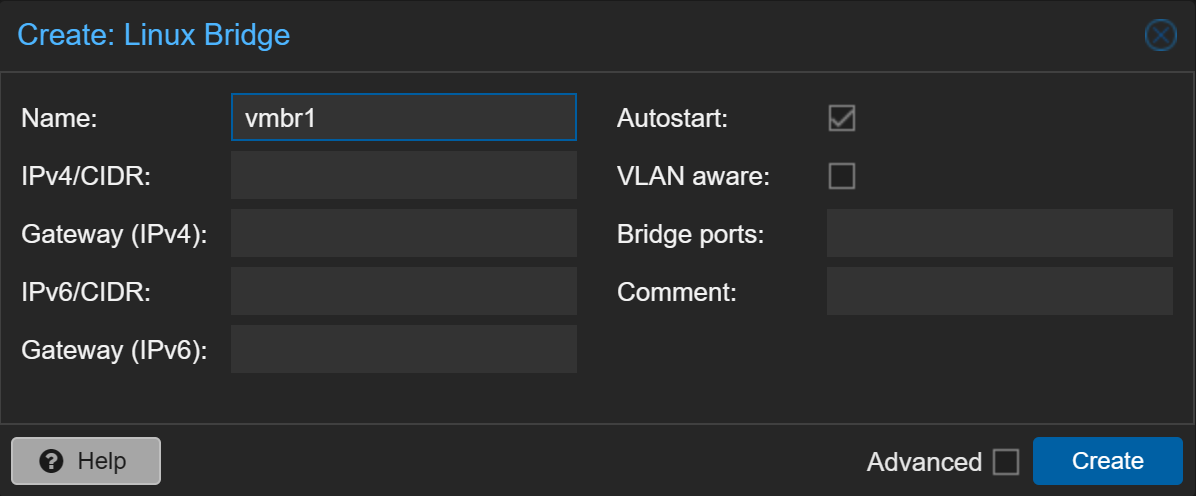 Create: Linux Bridge
Name: vmbr1
Autostart:
IPv4/CIDR:
VLAN aware:
Gateway (IPv4):
Bridge ports:
IPv6/CIDR:
Comment:
Gateway (IPv6):
Help
Advanced
Create